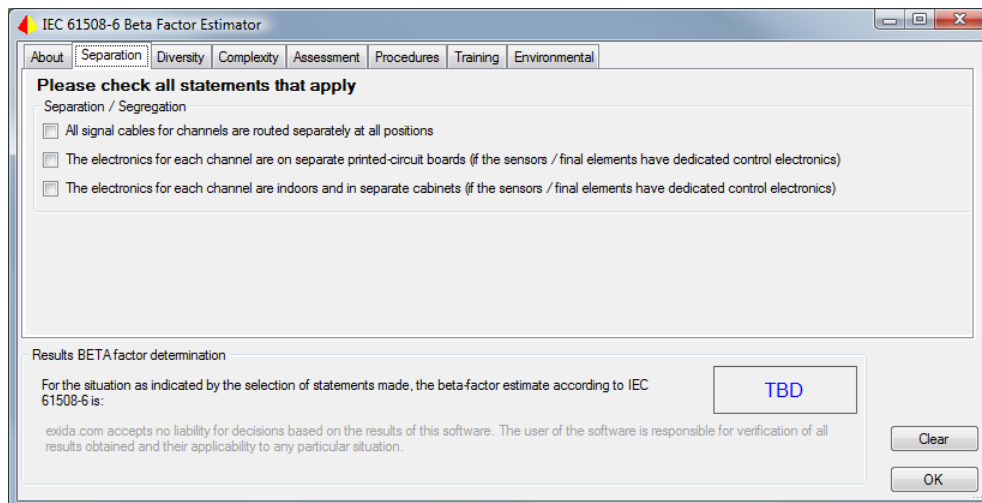 IEC 61508-6 Beta Factor Estimator
About Separation Diversity Complexity Assessment Procedures Training Environmental
Please check all statements that apply
Separation / Segregation
All signal cables for channels are routed separately at all positions
The electronics for each channel are on separate printed-circuit boards (if the sensors / final elements have dedicated control electronics)
The electronics for each channel are indoors and in separate cabinets (if the sensors / final elements have dedicated control electronics)
Results BETA factor determination
For the situation as indicated by the selection of statements made, the beta-factor estimate according to IEC
61508-6 is:
TBD
exida.com accepts no liability for decisions based on the results of this software. The user of the software is responsible for verification of all
results obtained and their applicability to any particular situation.
Clear
OK